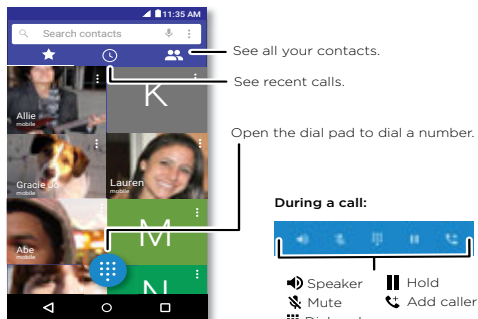 11:35 AM
Search contacts
See all your contacts.
See recent calls.
K
Allie
mobile
Open the dial pad to dial a number.
Gracie Jo
mobile
Lauren
mobile
During a call:
Abe
mobile
M
N
Speaker
Hold
Mute
Add caller